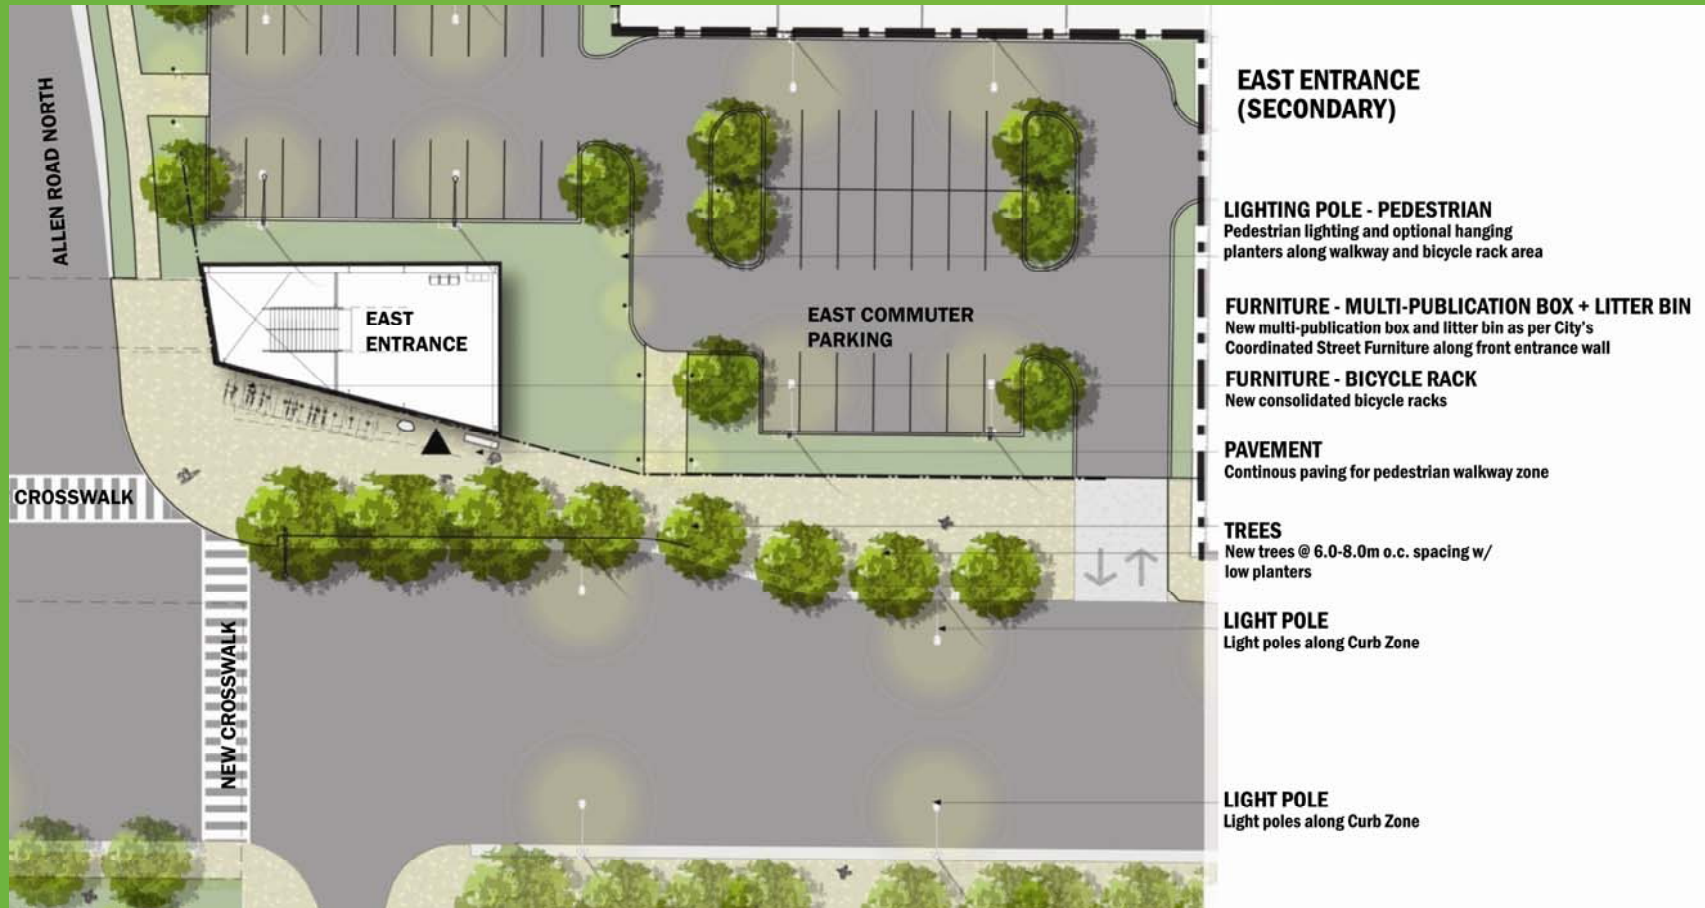 EAST ENTRANCE
(SECONDARY)
ALLEN ROAD NORTH
LIGHTING POLE - PEDESTRIAN
Pedestrian lighting and optional hanging
planters along walkway and bicycle rack area
EAST
ENTRANCE
EAST COMMUTER
PARKING
FURNITURE - MULTI-PUBLICATION BOX + LITTER BIN
New multi-publication box and litter bin as per City's
Coordinated Street Furniture along front entrance wall
FURNITURE - BICYCLE RACK
New consolidated bicycle racks
PAVEMENT
Continous paving for pedestrian walkway zone
CROSSWALK
TREES
New trees @ 6.0-8.0m o.c. spacing w/
low planters
LIGHT POLE
Light poles along Curb Zone
NEW CROSSWALK
LIGHT POLE
Light poles along Curb Zone